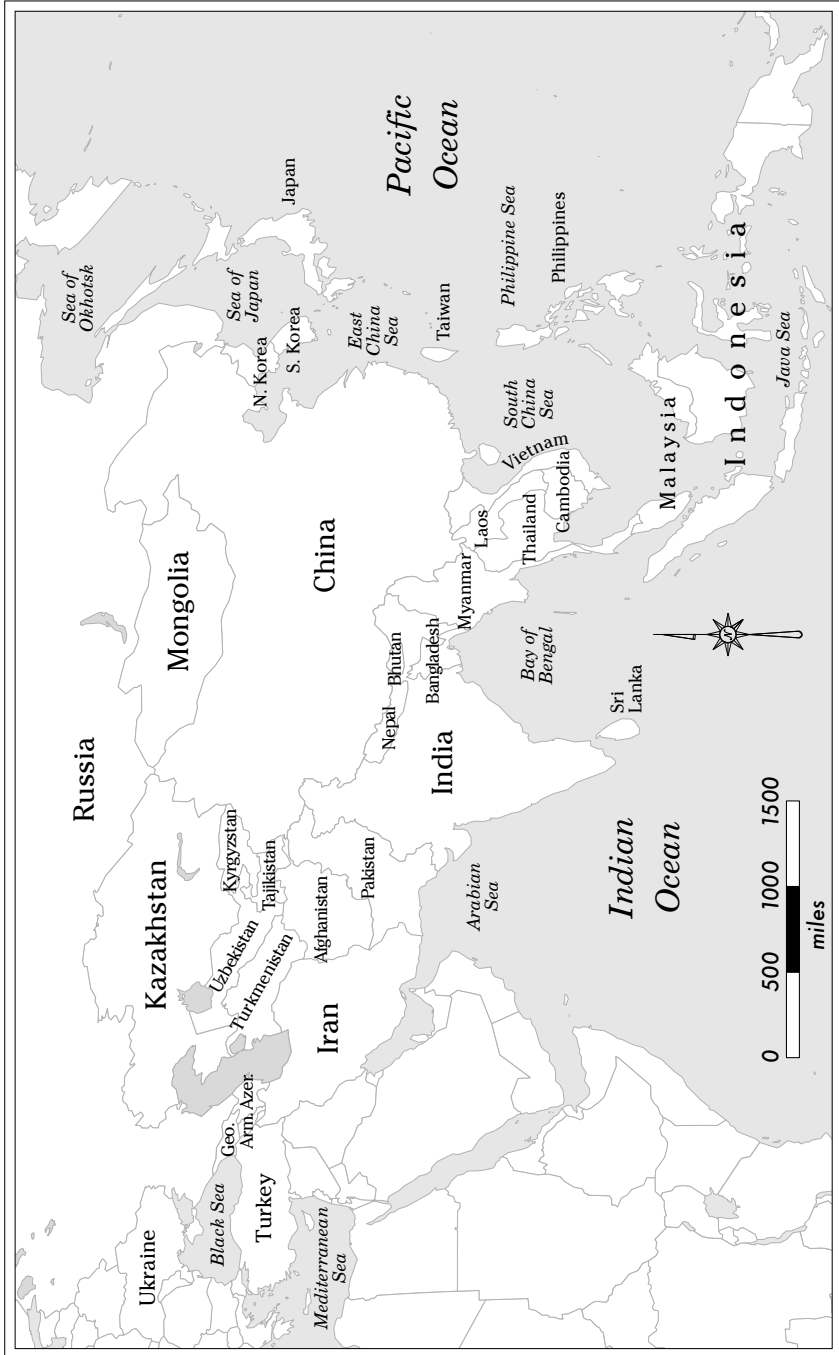 Sea of
Okhotsk
Russia
Mongolia
Kazakhstan
Ukraine
Sea of
Japan
Japan
N. Korea
S. Korea
China
Kyrgyzstan
Tajikistan
Uzbekistan
Turkmenistan
Geo.
Arm.
Azer.
Black Sea
Turkey
Mediterranean
Sea
Iran
Afghanistan
Pakistan
East
China
Sea
Pacific
Ocean
Taiwan
Nepal
Bhutan
Bangladesh
India
Myanmar
Laos
Thailand
Cambodia
Vietnam
South
China
Sea
Philippine Sea
Philippines
Arabian
Sea
Bay of
Bengal
Sri
Lanka
Malaysia
Indonesia
Java Sea
Indian
Ocean
N
0 500 1000 1500
miles